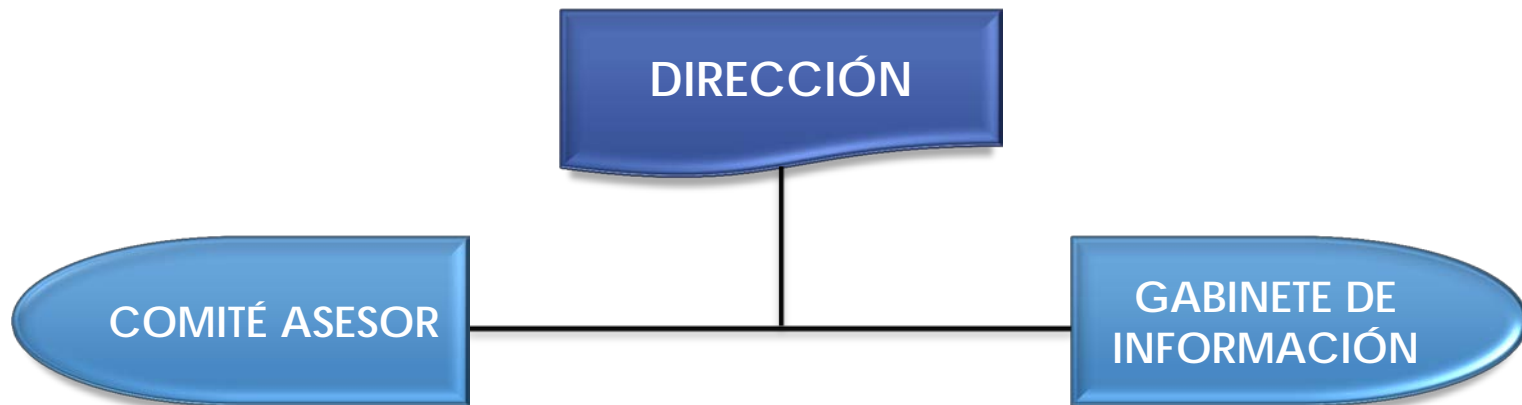 DIRECCIÓN
COMITÉ ASESOR
GABINETE DE
INFORMACIÓN